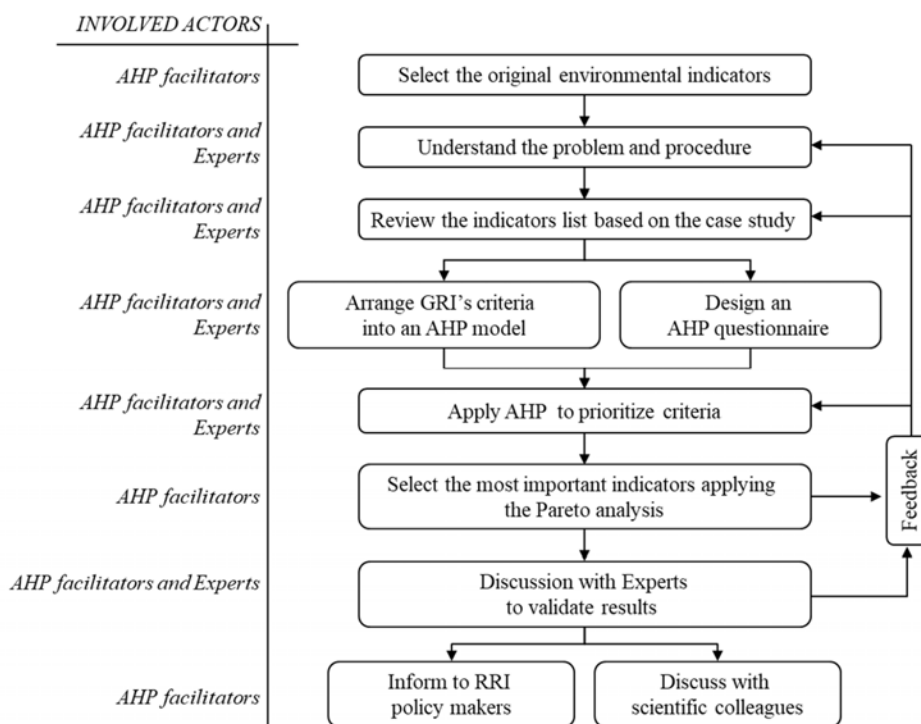 INVOLVED ACTORS
AHP facilitators
Select the original environmental indicators
AHP facilitators and
Experts
Understand the problem and procedure
AHP facilitators and
Experts
Review the indicators list based on the case study
AHP facilitators and
Experts
Arrange GRI's criteria
into an AHP model
Design an
AHP questionnaire
AHP facilitators and
Experts
Apply AHP to prioritize criteria
Feedback
AHP facilitators
Select the most important indicators applying
the Pareto analysis
AHP facilitators and Experts
Discussion with Experts
to validate results
AHP facilitators
Inform to RRI
policy makers
Discuss with
scientific colleagues